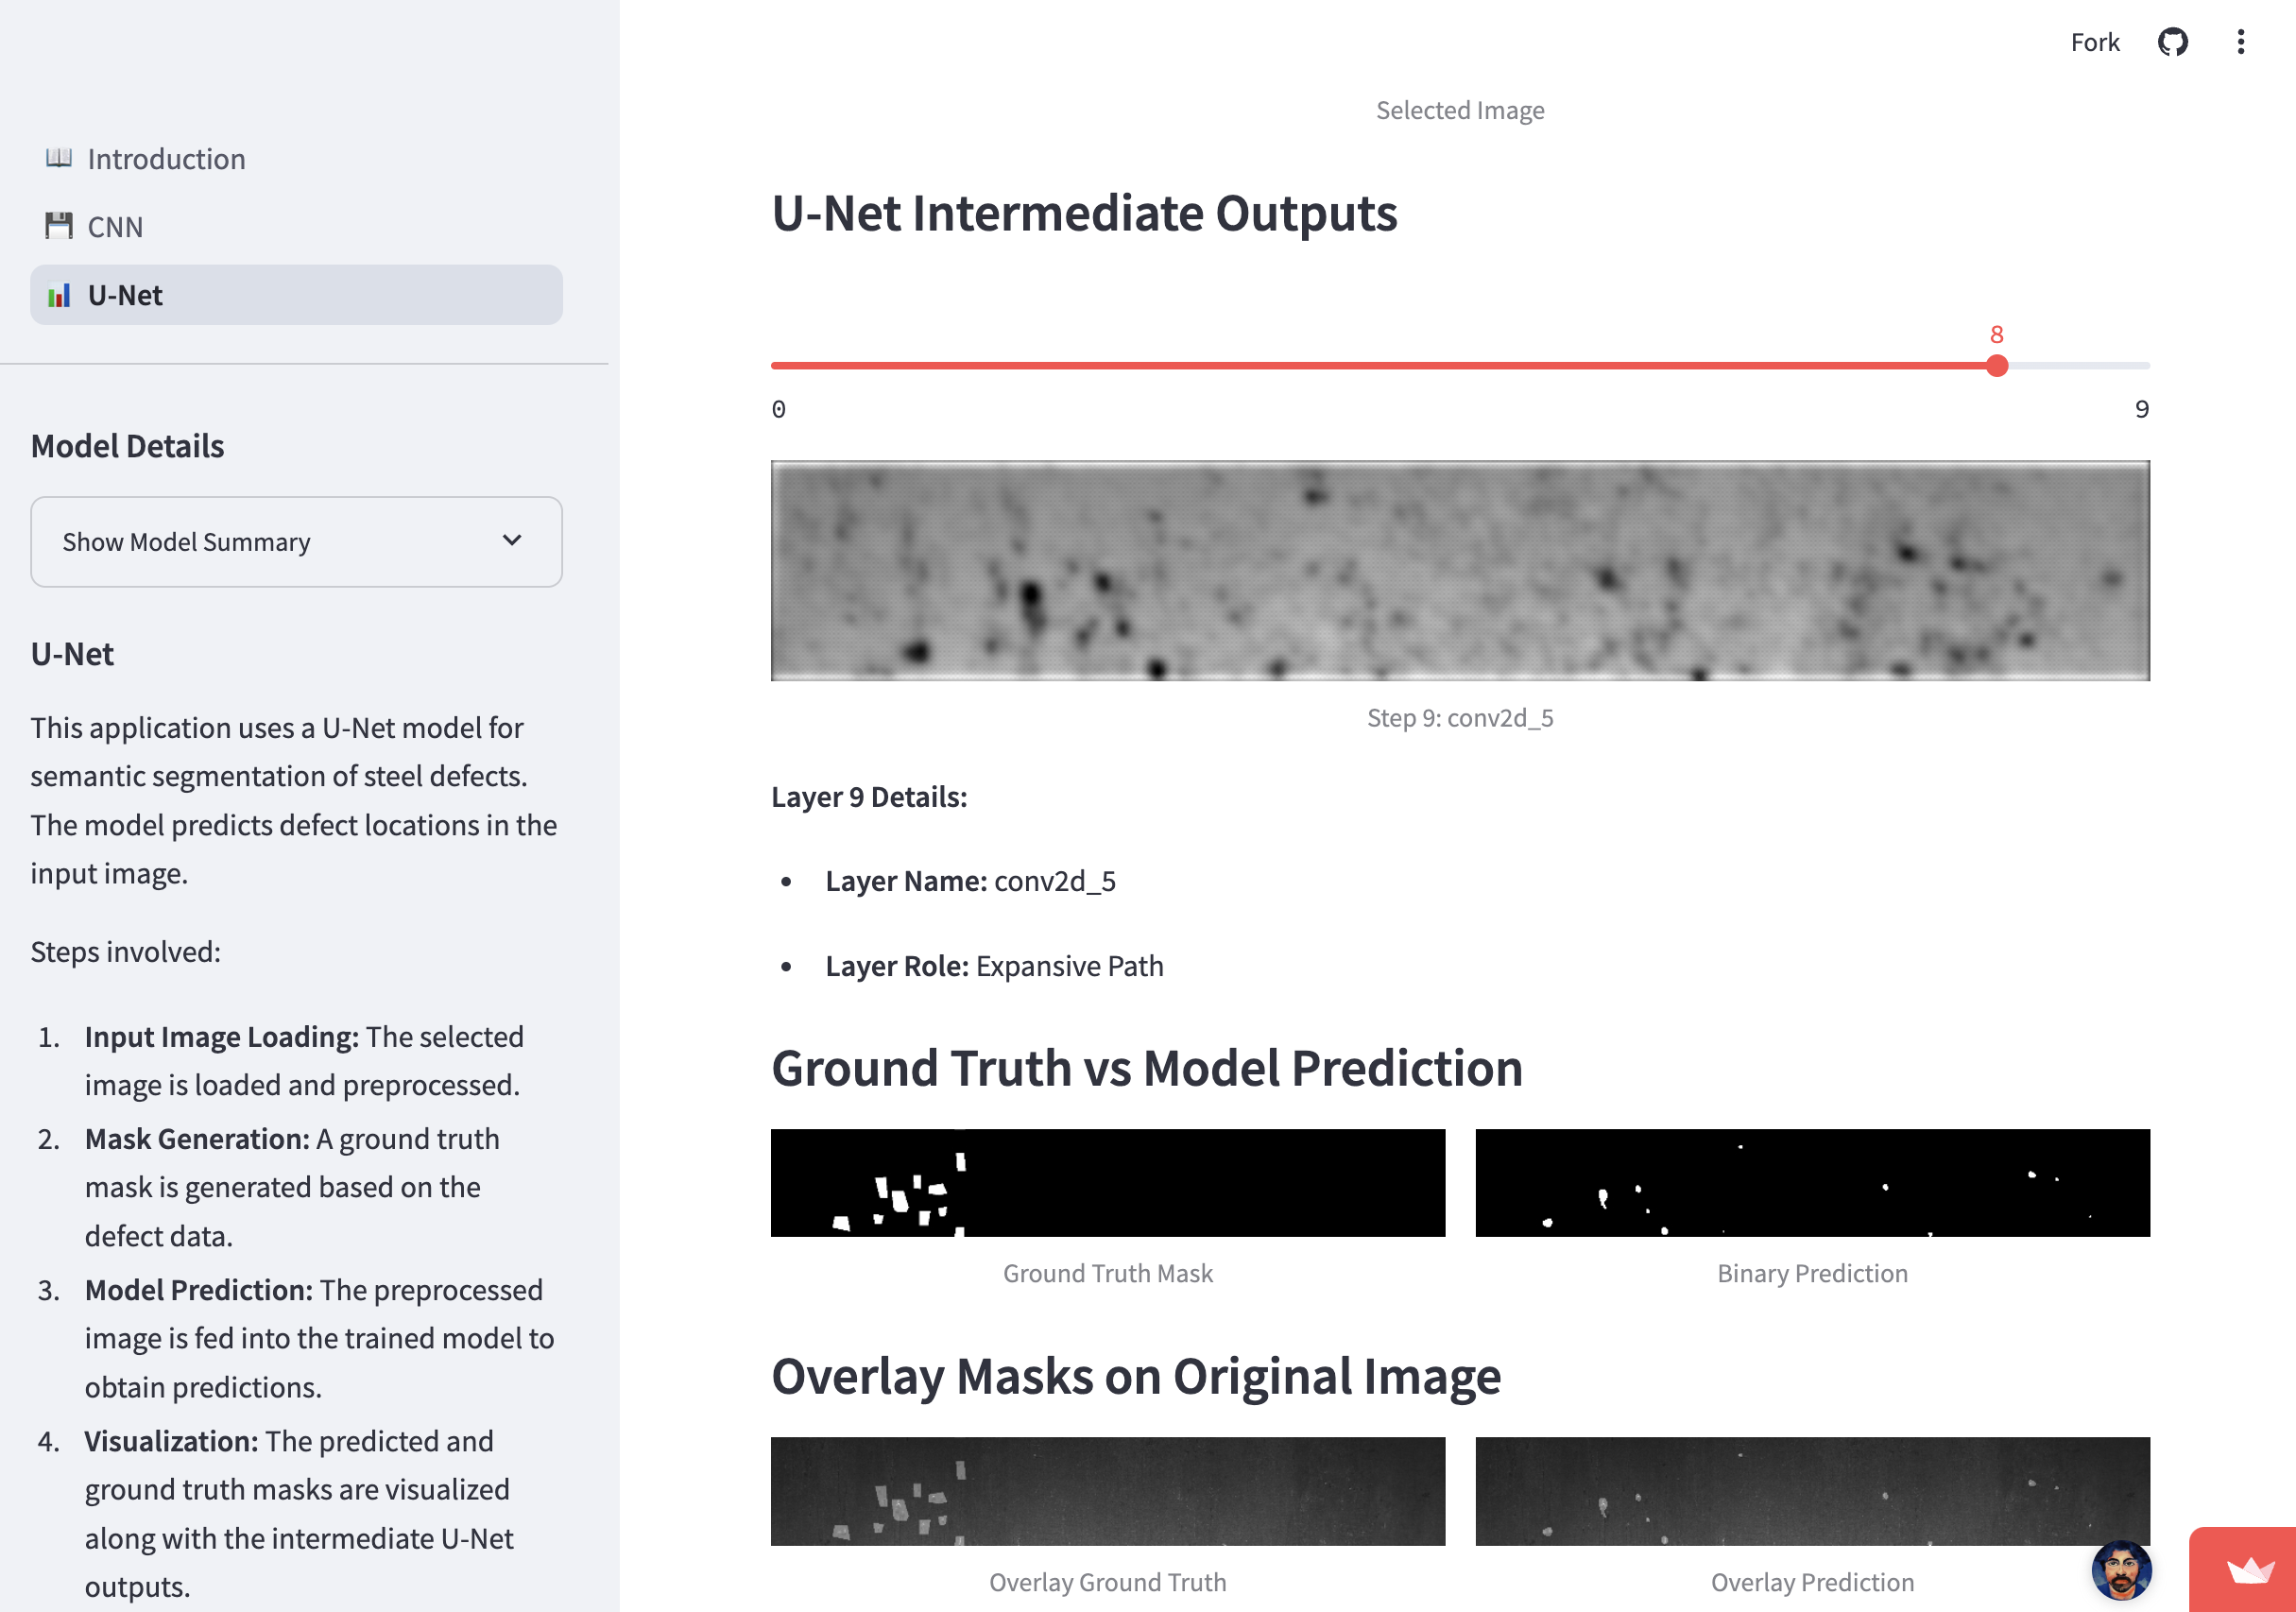 Introduction
CNN
U-Net
Model Details
Show Model Summary
U-Net
This application uses a U-Net model for
semantic segmentation of steel defects.
The model predicts defect locations in the
input image.
Steps involved:
1. Input Image Loading: The selected
image is loaded and preprocessed.
2. Mask Generation: A ground truth
mask is generated based on the
defect data.
3. Model Prediction: The preprocessed
image is fed into the trained model to
obtain predictions.
4. Visualization: The predicted and
ground truth masks are visualized
along with the intermediate U-Net
outputs.
Fork
Selected Image
U-Net Intermediate Outputs
8
0 9
Step 9: conv2d_5
Layer 9 Details:
• Layer Name: conv2d_5
• Layer Role: Expansive Path
Ground Truth vs Model Prediction
Ground Truth Mask
Binary Prediction
Overlay Masks on Original Image
Overlay Ground Truth
Overlay Prediction